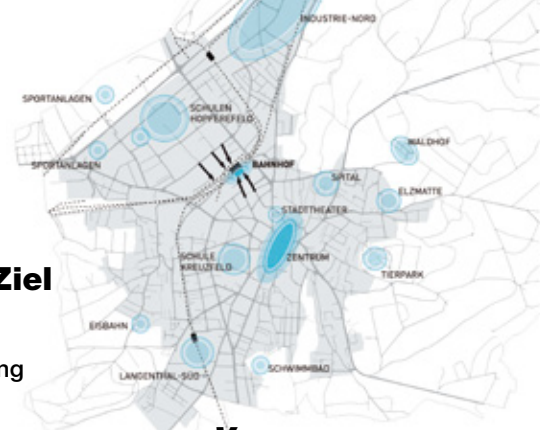 INDUSTRIE-NORD
SPORTANLAGEN
SCHULEN
HOPFEREFELD
SPORTANLAGEN
BAHNHOF
WALDHOF
SPITAL
ELZMATTE
STADTTHEATER
SCHULE
KREUZFELD
ZENTRUM
TIERPARK
Ziel
EISBAHN
ng
LANGENTHAL-SÜD
SCHWIMMBAD